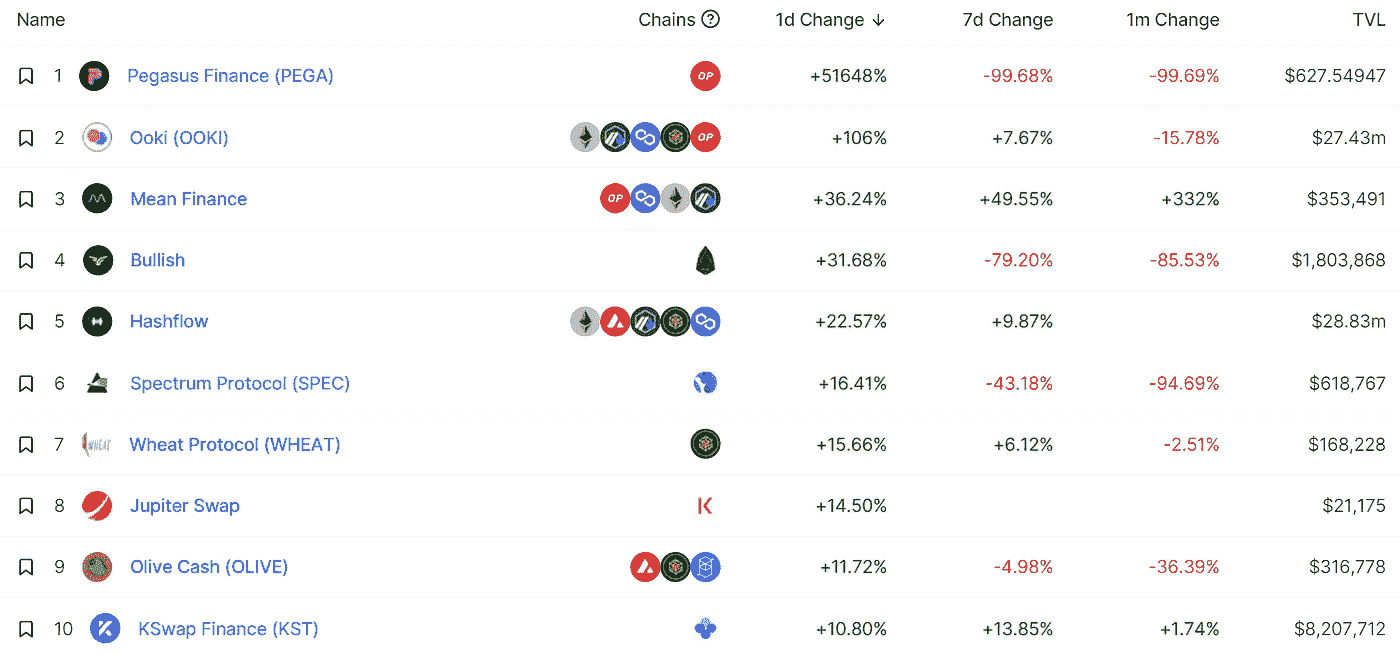 Name Chains ? 1d Change ↓ 7d Change 1m Change TVL
1 Pegasus Finance (PEGA) OP +51648% -99.68% -99.69% $627.54947
2 Ooki (OOKI) OP +106% +7.67% -15.78% $27.43m
3 Mean Finance OP +36.24% +49.55% +332% $353,491
4 Bullish +31.68% -79.20% -85.53% $1,803,868
5 Hashflow +22.57% +9.87% $28.83m
6 Spectrum Protocol (SPEC) +16.41% -43.18% -94.69% $618,767
7 WHEAT Wheat Protocol (WHEAT) +15.66% +6.12% -2.51% $168,228
8 Jupiter Swap +14.50% $21,175
9 Olive Cash (OLIVE) +11.72% -4.98% -36.39% $316,778
10 KSwap Finance (KST) +10.80% +13.85% +1.74% $8,207,712